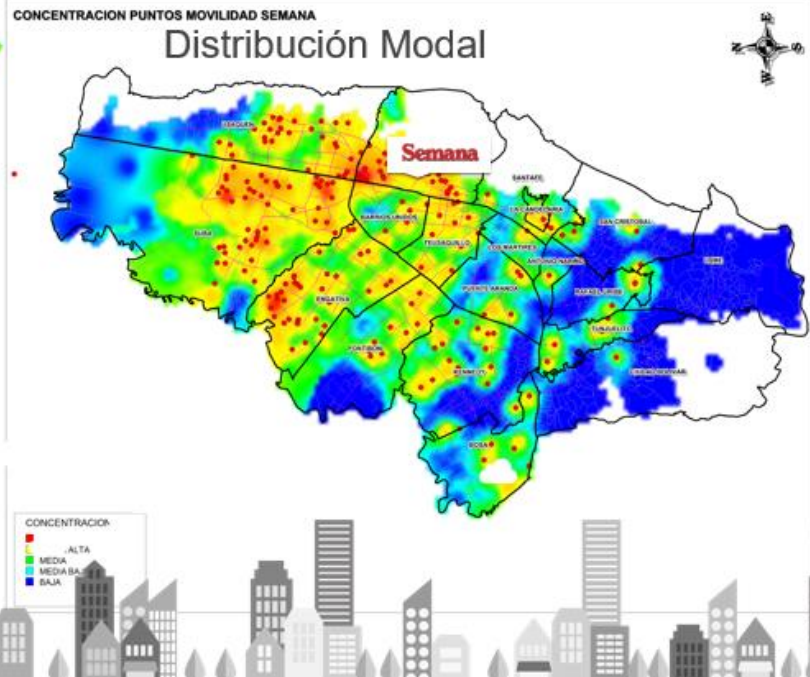 CONCENTRACION PUNTOS MOVILIDAD SEMANA
Distribución Modal
E
N
S
W
USAQUEN
Semana
SANTAFE
LA CANDELARIA
BARRIOS UNIDOS
SAN CRISTOBAL
SUBA
TEUSAQUILLO
LOS MARTIRES
ANTONIO NARIÑO
USME
PUENTE ARANDA
RAFAEL URIBE
ENGATIVA
TUNJUELITO
FONTIBON
KENNEDY
CIUDAD BOLIVAR
BOSA
CONCENTRACION
ALTA
MEDIA
MEDIA
BAJA